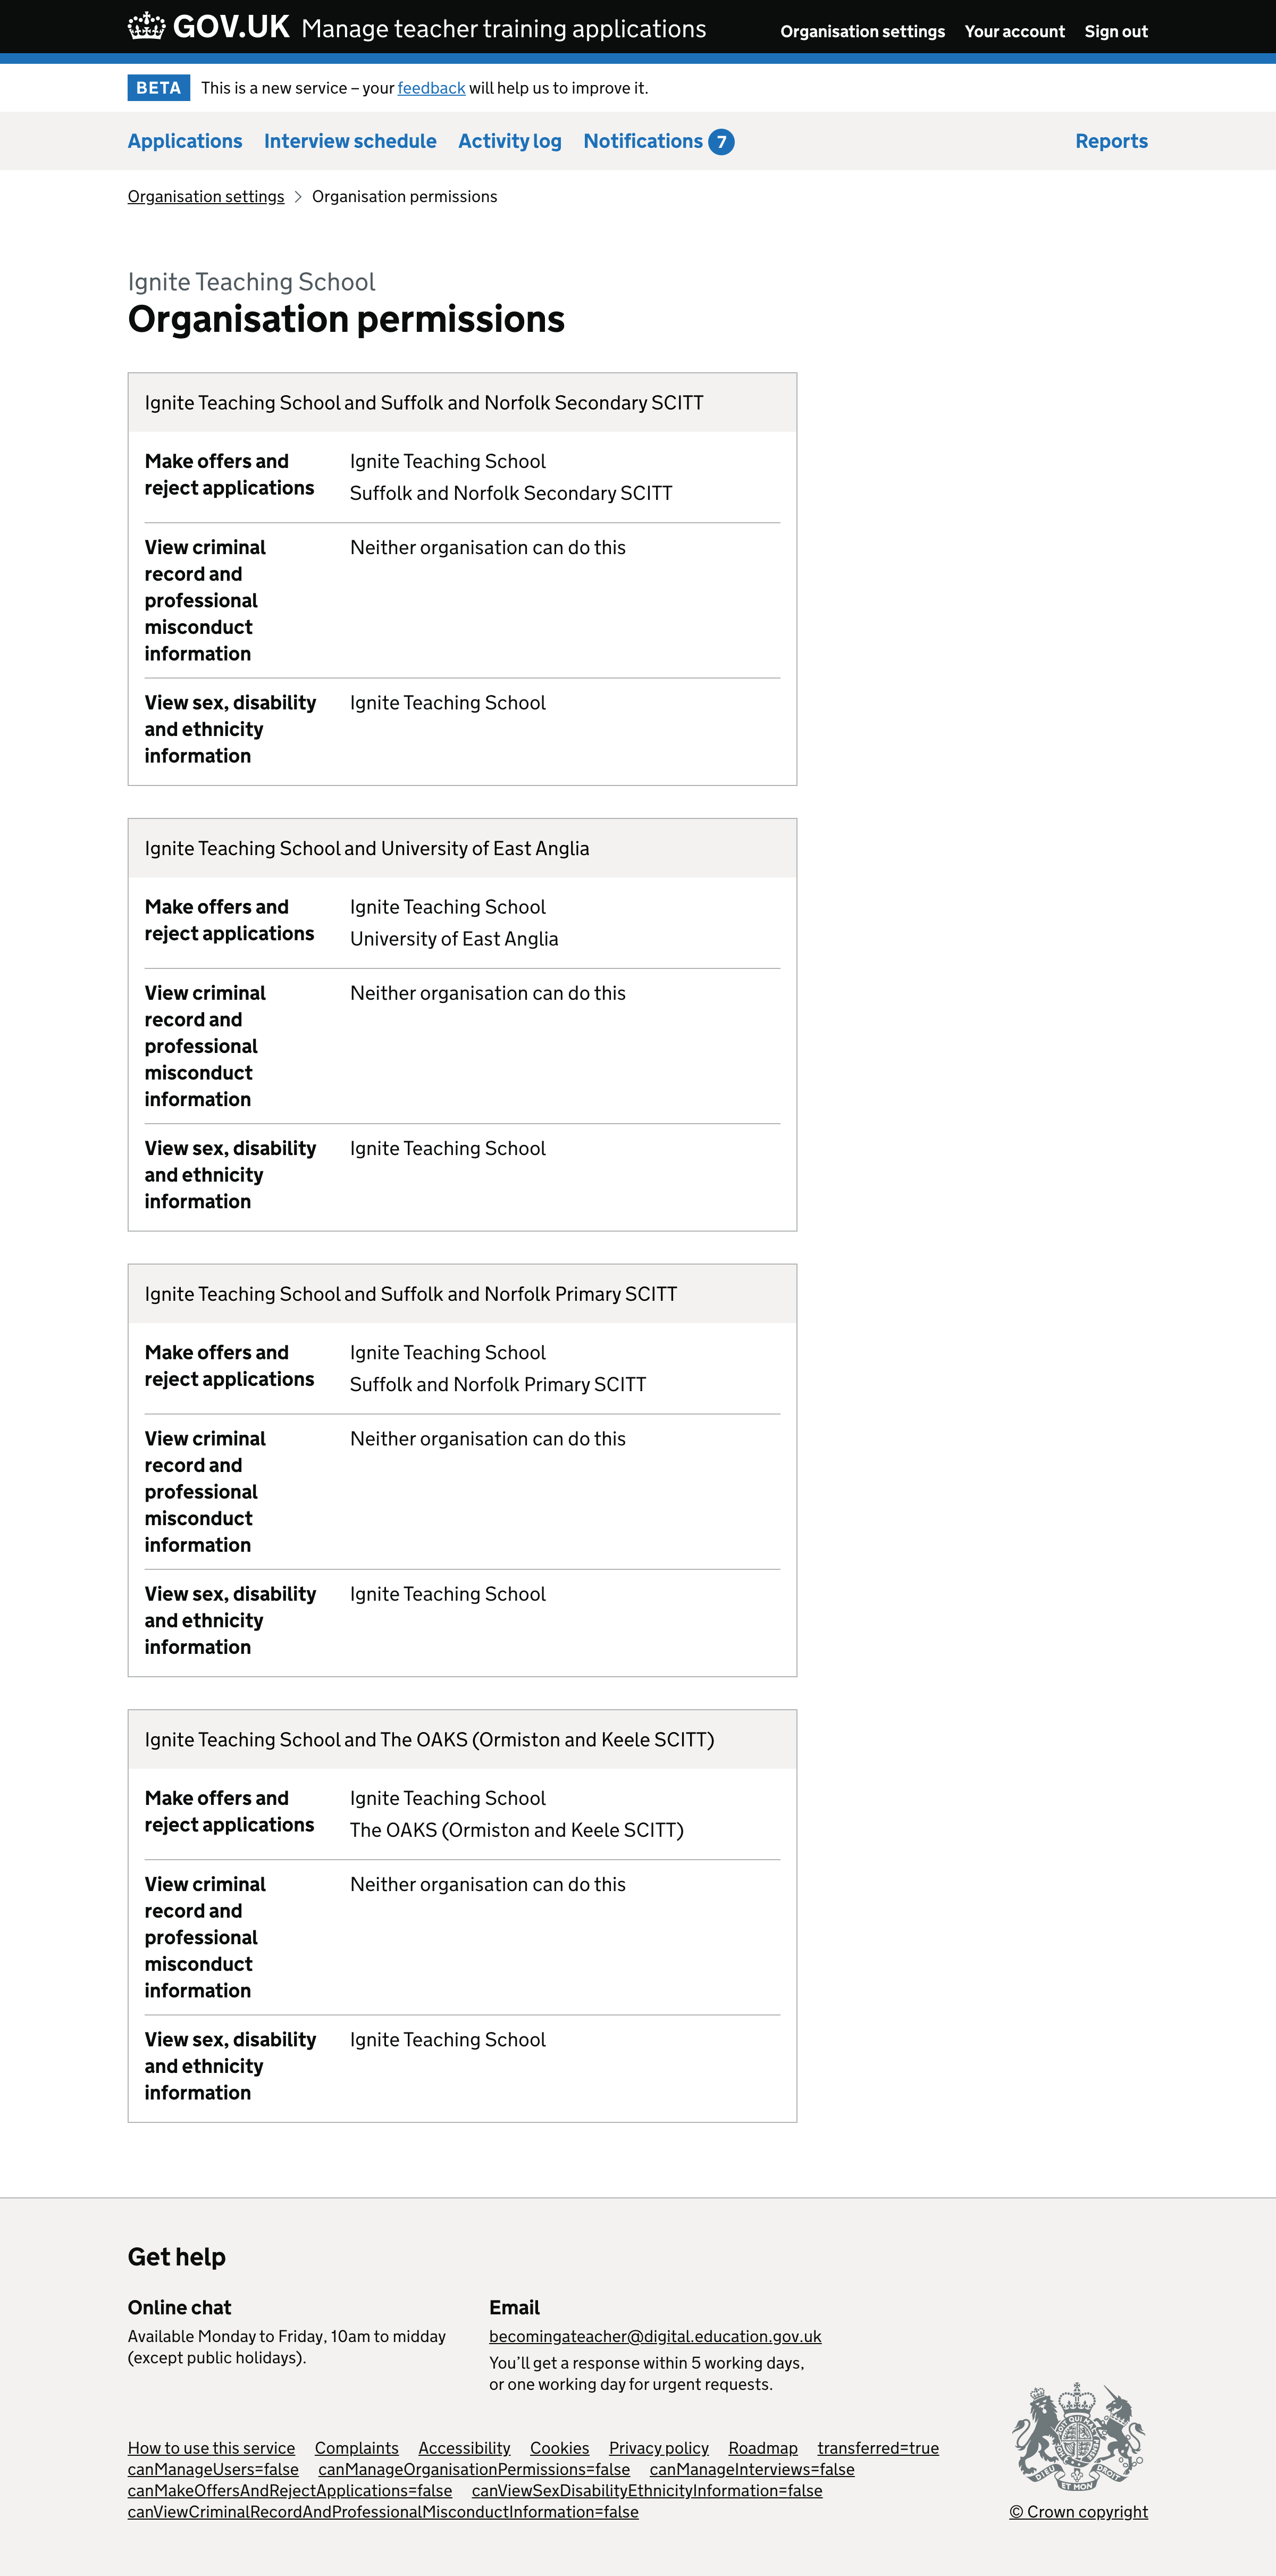 GOV.UK Manage teacher training applications
Organisation settings Your account Sign out
BETA This is a new service – your feedback will help us to improve it.
Applications Interview schedule Activity log Notifications 7 Reports
Organisation settings Organisation permissions
Ignite Teaching School
Organisation permissions
Ignite Teaching School and Suffolk and Norfolk Secondary SCITT
Make offers and
reject applications
Ignite Teaching School
Suffolk and Norfolk Secondary SCITT
View criminal
record and
professional
misconduct
information
Neither organisation can do this
View sex, disability
and ethnicity
information
Ignite Teaching School
Ignite Teaching School and University of East Anglia
Make offers and
reject applications
Ignite Teaching School
University of East Anglia
View criminal
record and
professional
misconduct
information
Neither organisation can do this
View sex, disability
and ethnicity
information
Ignite Teaching School
Ignite Teaching School and Suffolk and Norfolk Primary SCITT
Make offers and
reject applications
Ignite Teaching School
Suffolk and Norfolk Primary SCITT
View criminal
record and
professional
misconduct
information
Neither organisation can do this
View sex, disability
and ethnicity
information
Ignite Teaching School
Ignite Teaching School and The OAKS (Ormiston and Keele SCITT)
Make offers and
reject applications
Ignite Teaching School
The OAKS (Ormiston and Keele SCITT)
View criminal
record and
professional
misconduct
information
Neither organisation can do this
View sex, disability
and ethnicity
information
Ignite Teaching School
Get help
Online chat
Available Monday to Friday, 10am to midday
(except public holidays).
Email
becomingateacher@digital.education.gov.uk
You’ll get a response within 5 working days,
or one working day for urgent requests.
How to use this service Complaints Accessibility Cookies Privacy policy Roadmap transferred=true
canManageUsers=false canManageOrganisationPermissions=false canManageInterviews=false
canMakeOffersAndRejectApplications=false canViewSexDisabilityEthnicityInformation=false
canViewCriminalRecordAndProfessionalMisconductInformation=false
DIEU ET MON DROIT
© Crown copyright